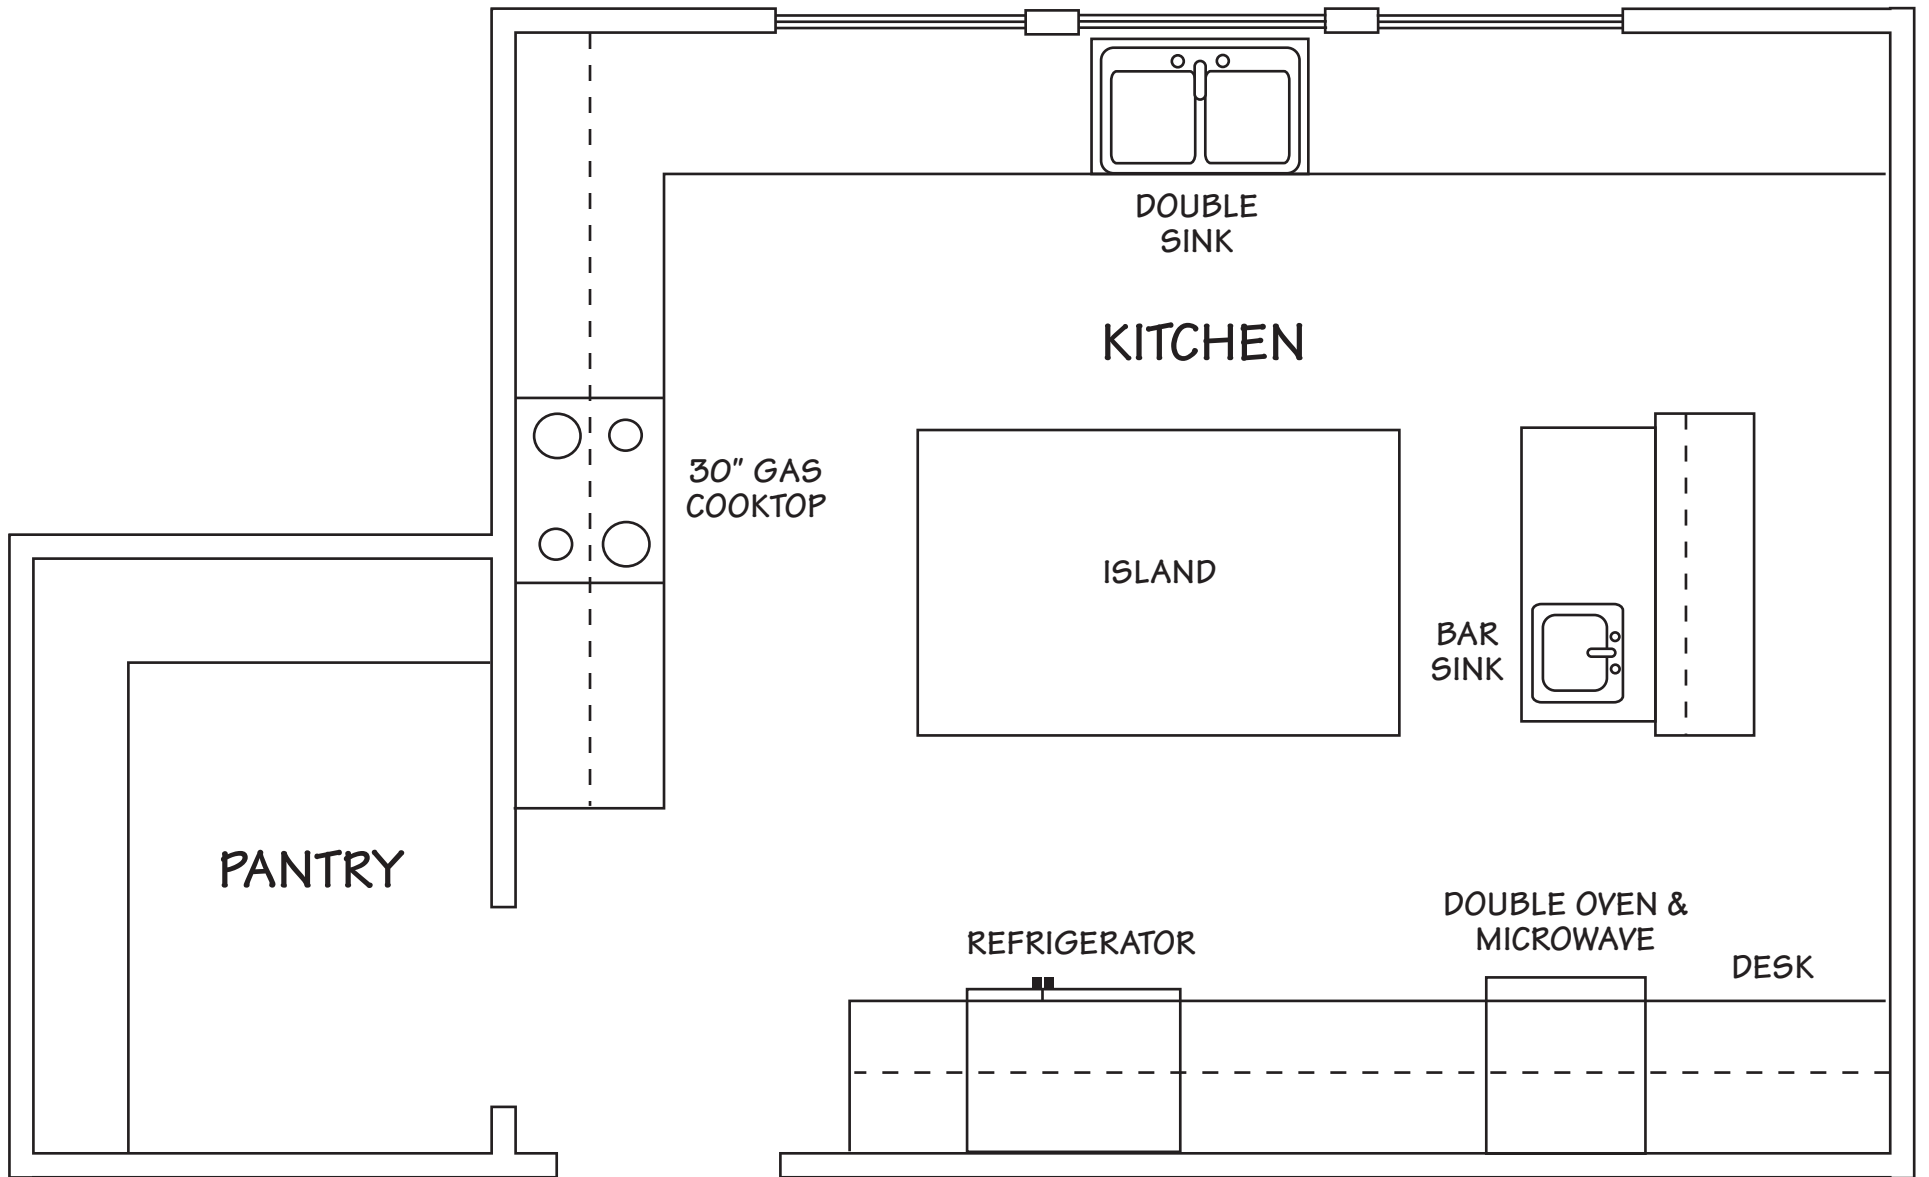 DOUBLE
SINK
KITCHEN
30" GAS
COOKTOP
ISLAND
BAR
SINK
PANTRY
DOUBLE OVEN &
MICROWAVE
REFRIGERATOR
DESK